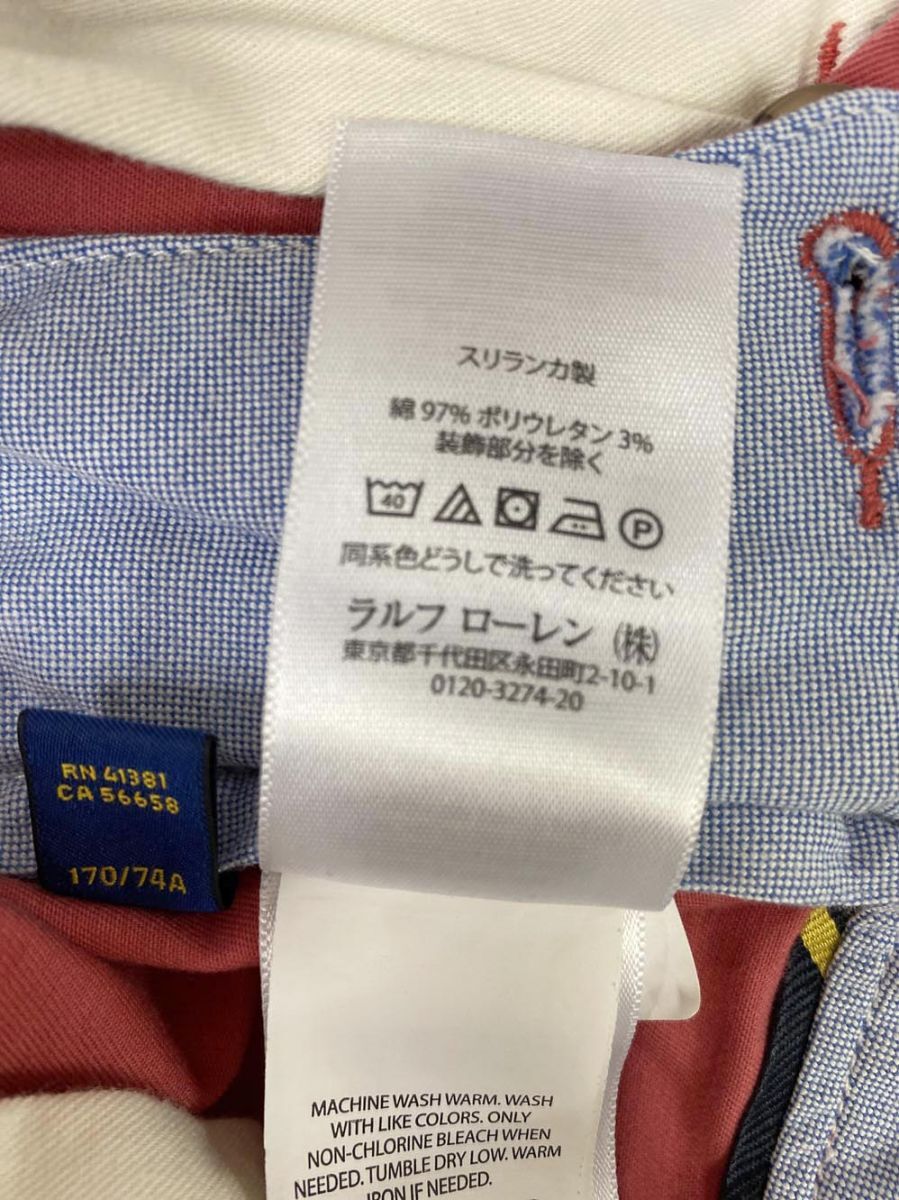 スリランカ製
綿 97% ポリウレタン 3%
装飾部分を除く
40
P
同系色どうしで洗ってください
ラルフ ローレン (株)
東京都千代田区永田町2-10-1
0120-3274-20
RN 41381
CA 56658
170/74A
MACHINE WASH WARM. WASH
WITH LIKE COLORS. ONLY
NON-CHLORINE BLEACH WHEN
NEEDED. TUMBLE DRY LOW. WARM
IRON IF NEEDED.